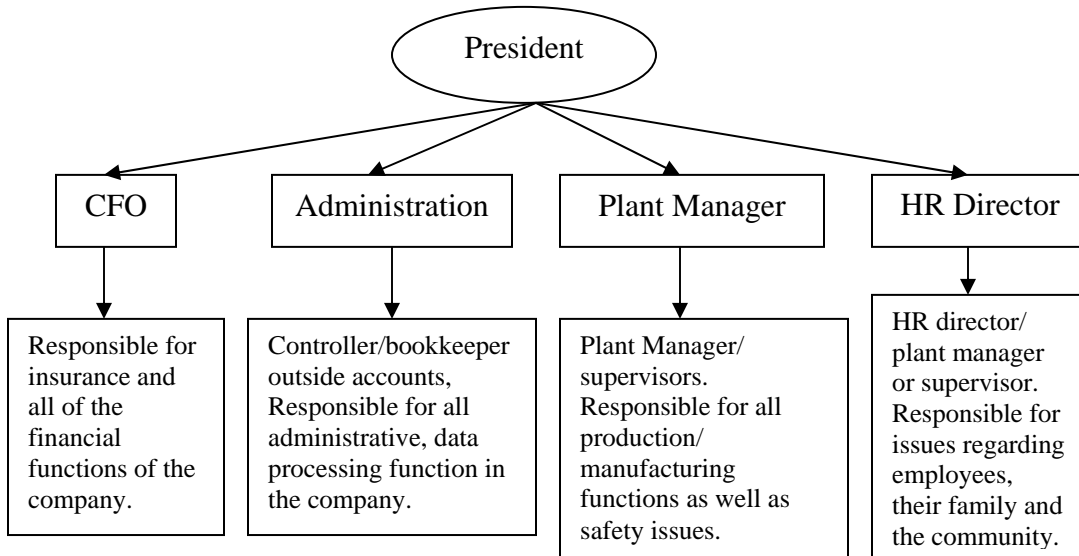 President
CFO
Administration
Plant Manager
HR Director
Responsible for
insurance and
all of the
financial
functions of the
company.
Controller/bookkeeper
outside accounts,
Responsible for all
administrative, data
processing function in
the company.
Plant Manager/
supervisors.
Responsible for all
production/
manufacturing
functions as well as
safety issues.
HR director/
plant manager
or supervisor.
Responsible for
issues regarding
employees,
their family and
the community.